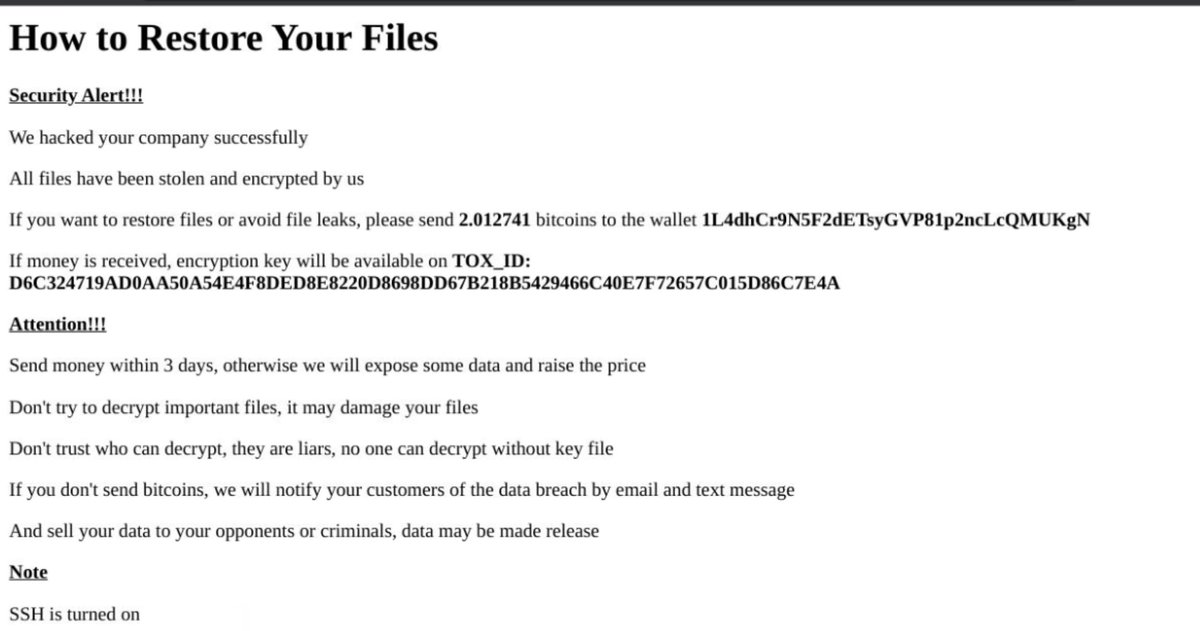 How to Restore Your Files
Security Alert!!!
We hacked your company successfully
All files have been stolen and encrypted by us
If you want to restore files or avoid file leaks, please send 2.012741 bitcoins to the wallet 1L4dhCr9N5F2dETsyGVP81p2ncLcQMUKgN
If money is received, encryption key will be available on TOX_ID:
D6C324719AD0AA50A54E4F8DED8E8220D8698DD67B218B5429466C40E7F72657C015D86C7E4A
Attention!!!
Send money within 3 days, otherwise we will expose some data and raise the price
Don't try to decrypt important files, it may damage your files
Don't trust who can decrypt, they are liars, no one can decrypt without key file
If you don't send bitcoins, we will notify your customers of the data breach by email and text message
And sell your data to your opponents or criminals, data may be made release
Note
SSH is turned on